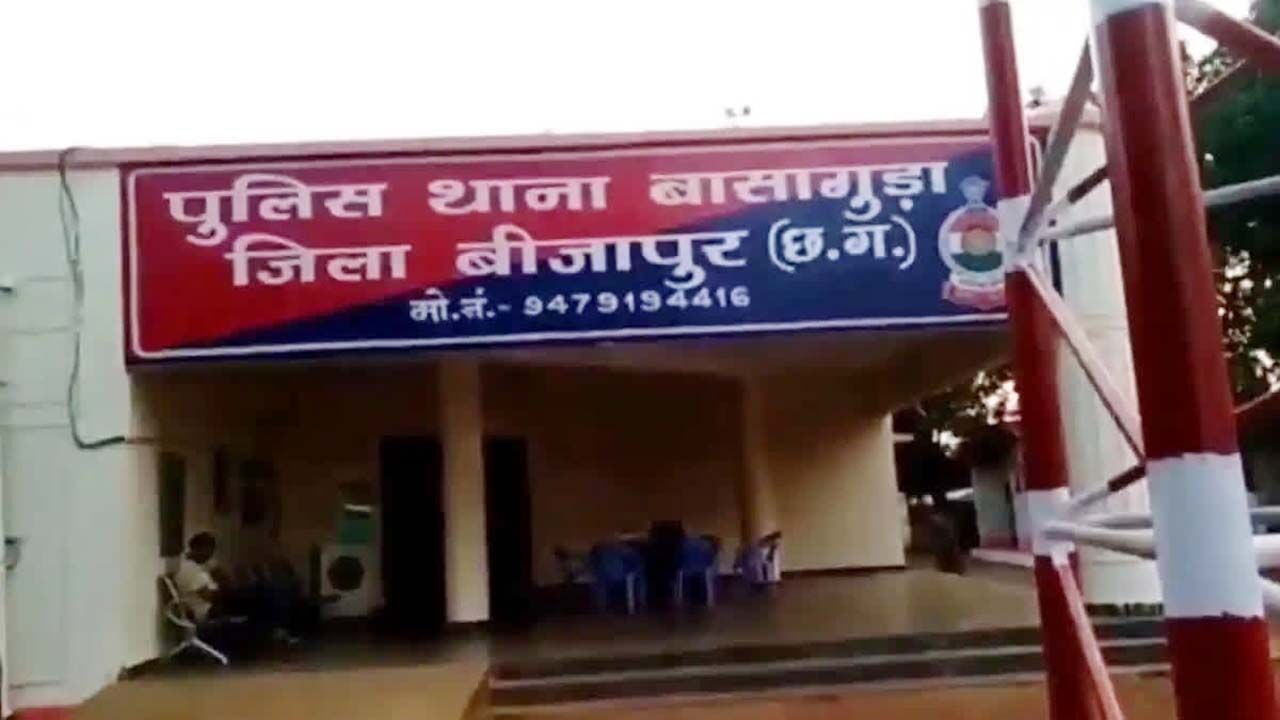 पुलिस थाना बासागुड़ा
जिला बीजापुर (छ.ग.)
मो.नं.- 9479194416